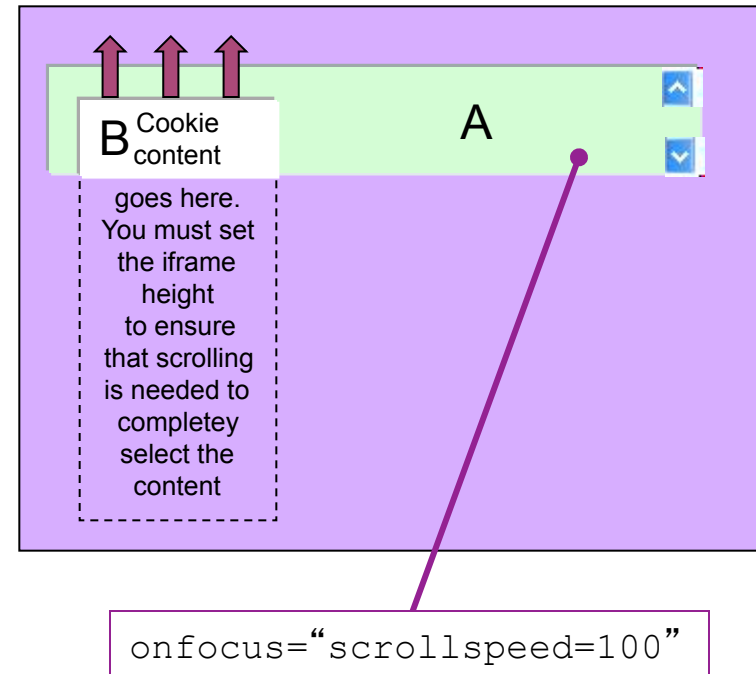 B Cookie
content
A
goes here.
You must set
the iframe
height
to ensure
that scrolling
is needed to
completey
select the
content
onfocus=“scrollspeed=100”